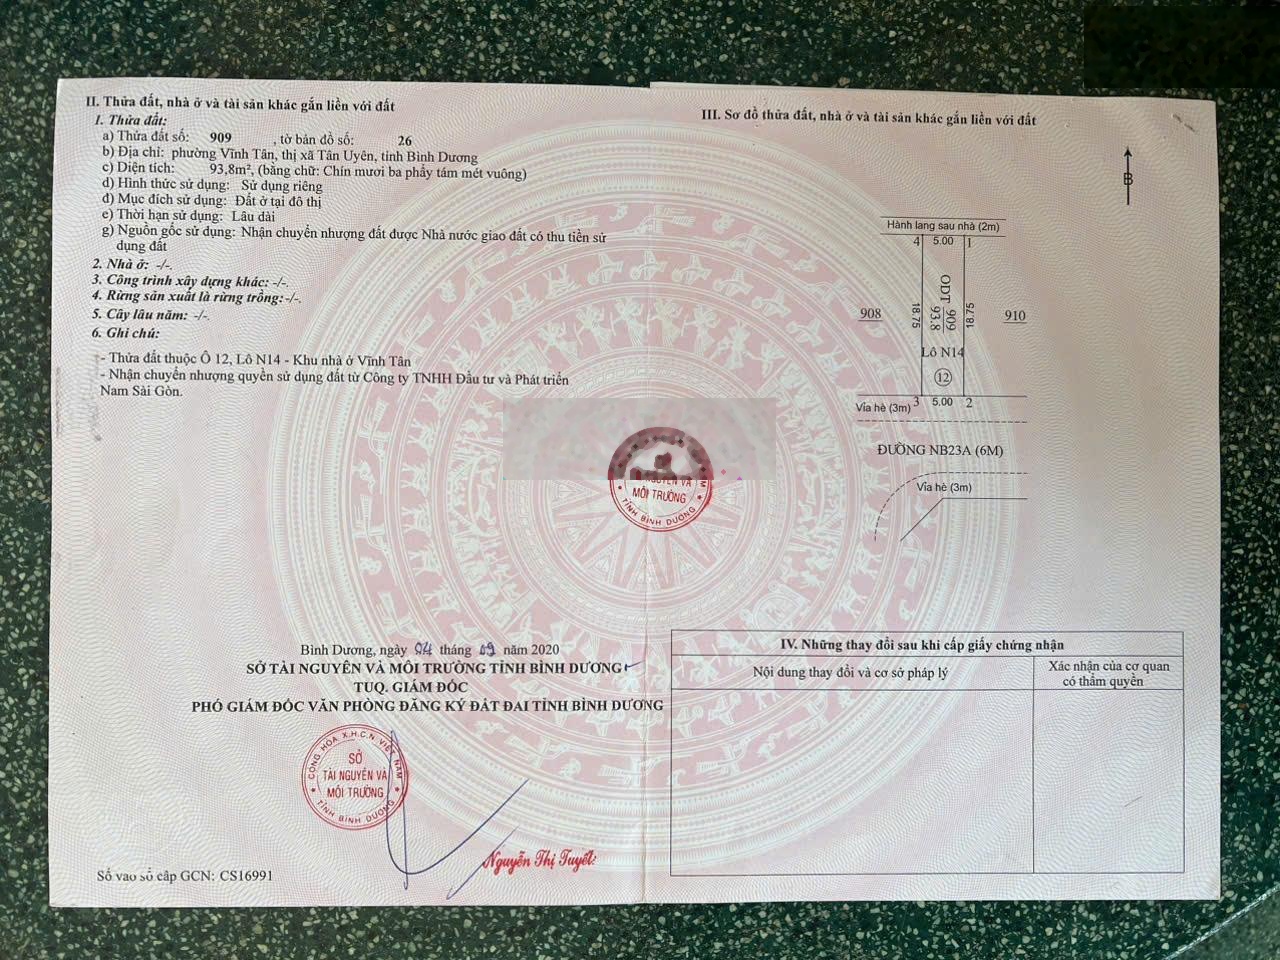 II. Thửa đất, nhà ở và tài sản khác gắn liền với đất
1. Thửa đất:
a) Thửa đất số: 909 , tờ bản đồ số: 26
b) Địa chỉ: phường Vĩnh Tân, thị xã Tân Uyên, tỉnh Bình Dương
c) Diện tích: 93,8m², (bằng chữ: Chín mươi ba phẩy tám mét vuông)
d) Hình thức sử dụng: Sử dụng riêng
đ) Mục đích sử dụng: Đất ở tại đô thị
e) Thời hạn sử dụng: Lâu dài
g) Nguồn gốc sử dụng: Nhận chuyển nhượng đất được Nhà nước giao đất có thu tiền sử
dụng đất
2. Nhà ở: -/-.
3. Công trình xây dựng khác: -/-.
4. Rừng sản xuất là rừng trồng: -/-.
5. Cây lâu năm: -/-.
6. Ghi chú:
- Thửa đất thuộc Ô 12, Lô N14 - Khu nhà ở Vĩnh Tân
- Nhận chuyển nhượng quyền sử dụng đất từ Công ty TNHH Đầu tư và Phát triển
Nam Sài Gòn.
Bình Dương, ngày 04 tháng 09 năm 2020
SỞ TÀI NGUYÊN VÀ MÔI TRƯỜNG TỈNH BÌNH DƯƠNG
TUQ. GIÁM ĐỐC
PHÓ GIÁM ĐỐC VĂN PHÒNG ĐĂNG KÝ ĐẤT ĐAI TỈNH BÌNH DƯƠNG
CỘNG HÒA X.H.C.N VIỆT NAM
SỞ
TÀI NGUYÊN VÀ
MÔI TRƯỜNG
TỈNH BÌNH DƯƠNG
Nguyễn Thị Tuyết
Số vào sổ cấp GCN: CS16991
NGUYÊN VÀ
MÔI TRƯỜNG
TỈNH BÌNH DƯƠNG
III. Sơ đồ thửa đất, nhà ở và tài sản khác gắn liền với đất
B
Hành lang sau nhà (2m)
4 5.00 1
908
18.75
ODT 909
93.8
18.75
910
Lô N14
12
Vỉa hè (3m) 3 5.00 2
ĐƯỜNG NB23A (6M)
Vỉa hè (3m)
IV. Những thay đổi sau khi cấp giấy chứng nhận
Nội dung thay đổi và cơ sở pháp lý
Xác nhận của cơ quan
có thẩm quyền